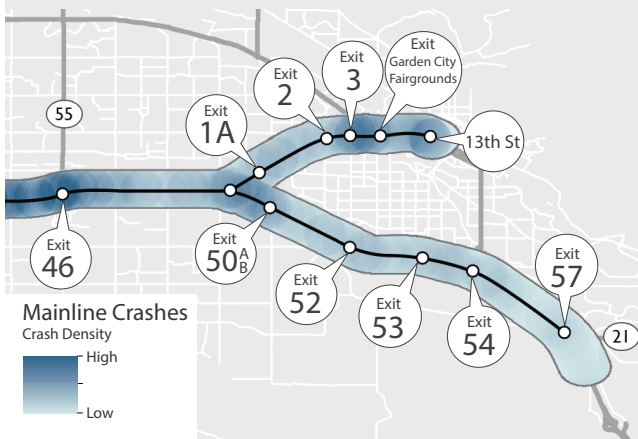 Exit
Garden City
Fairgrounds
Exit
3
Exit
2
55
Exit
1A
13th St
Exit
46
Exit
50 A
B
Exit
52
Exit
53
Exit
54
Exit
57
21
Mainline Crashes
Crash Density
High
Low